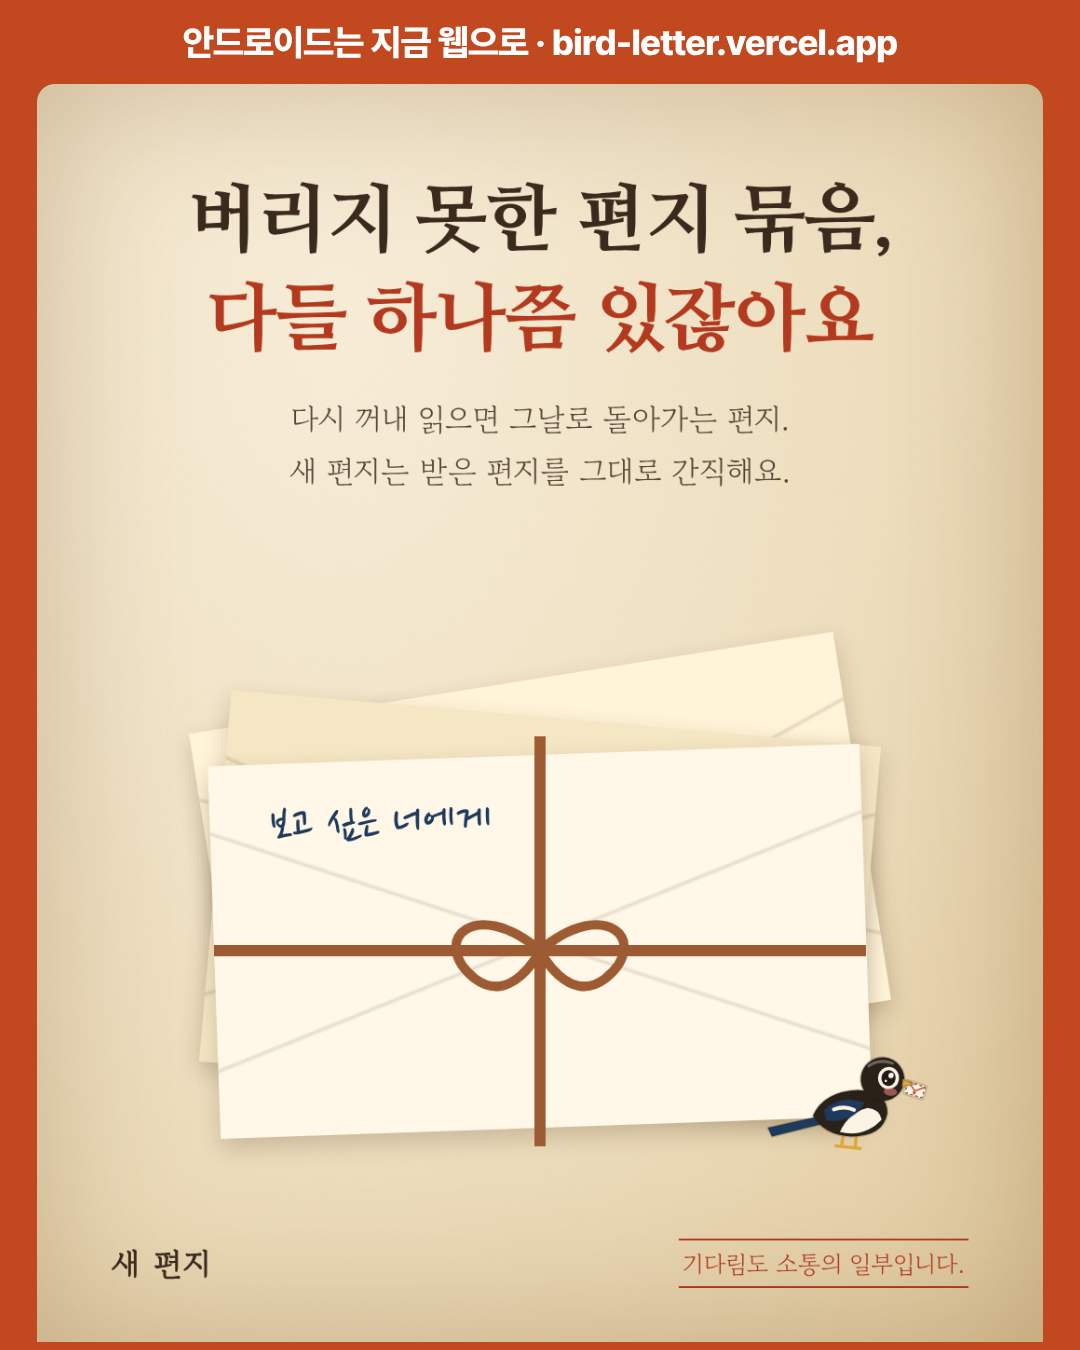 안드로이드는 지금 웹으로 · bird-letter.vercel.app
버리지 못한 편지 묶음,
다들 하나쯤 있잖아요
다시 꺼내 읽으면 그날로 돌아가는 편지.
새 편지는 받은 편지를 그대로 간직해요.
보고 싶은 너에게
새 편지
기다림도 소통의 일부입니다.